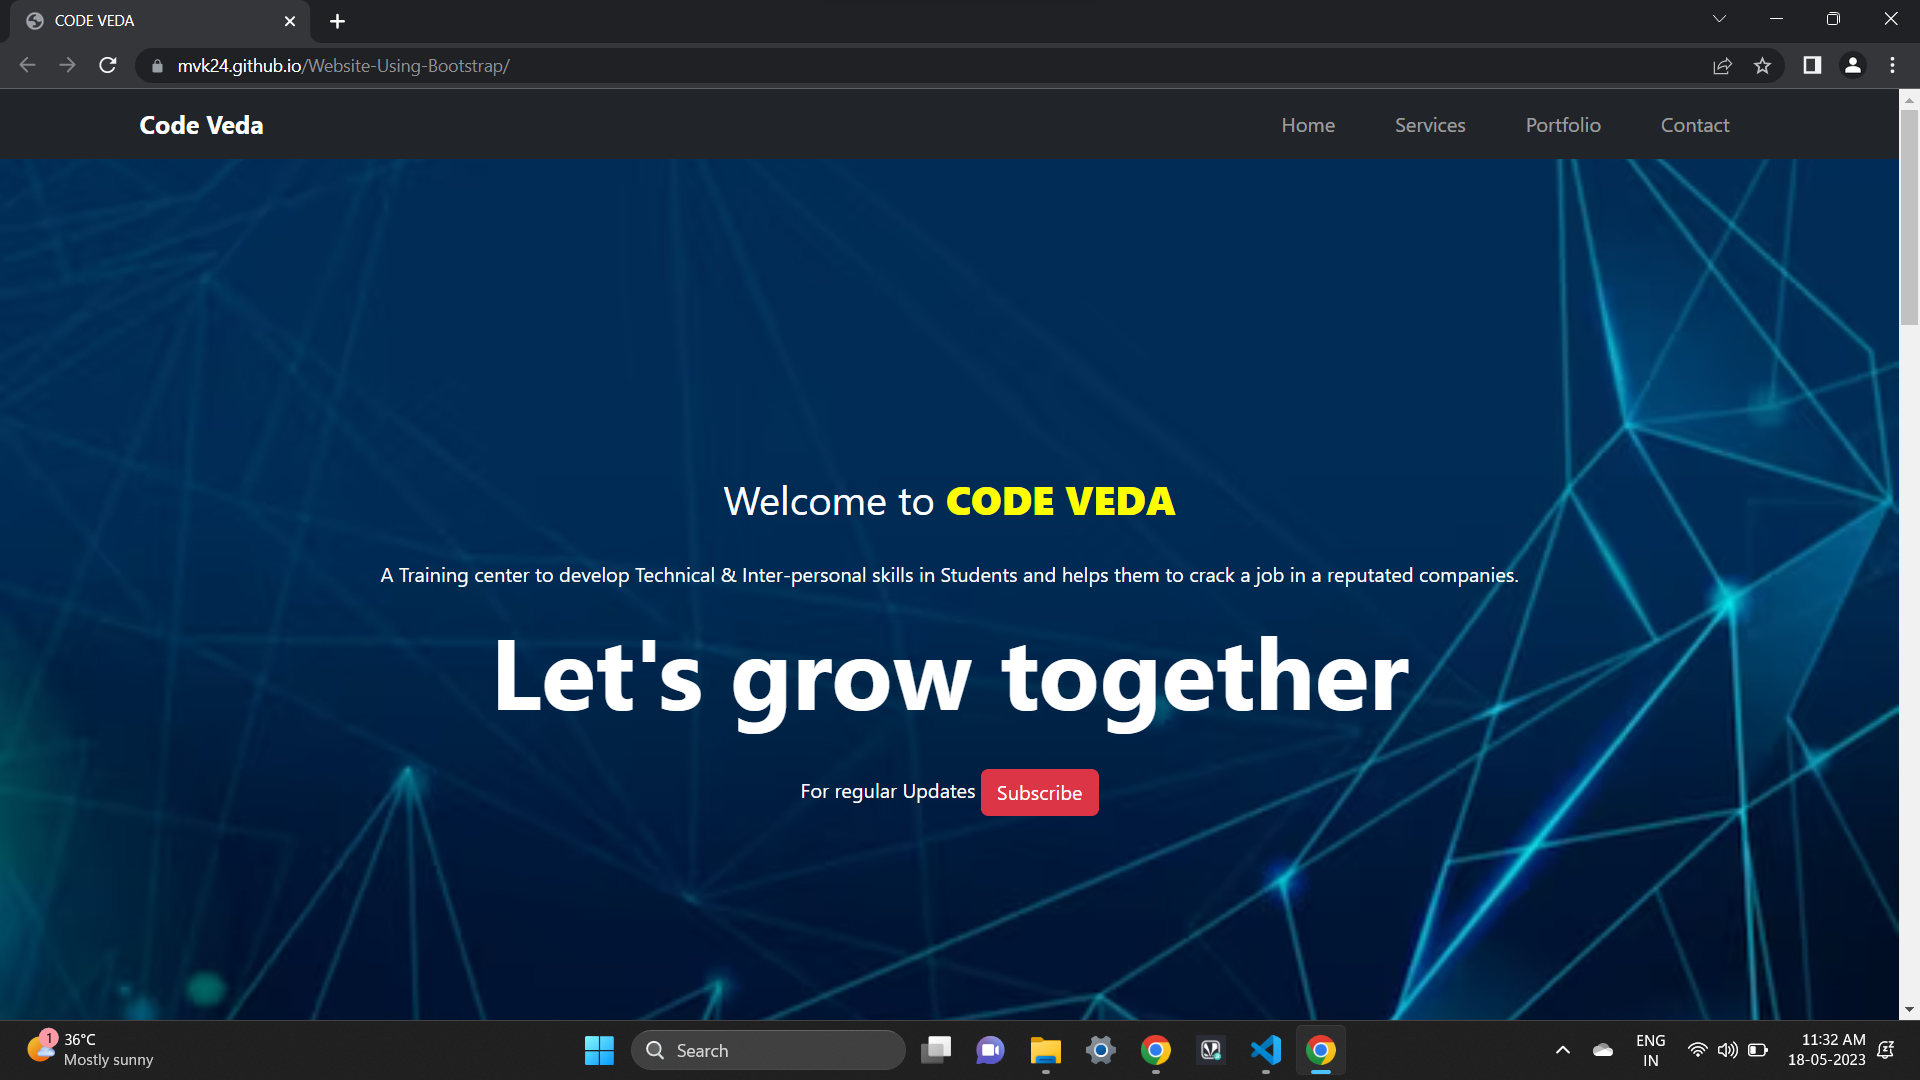 CODE VEDA
mvk24.github.io/Website-Using-Bootstrap/
Code Veda
Home
Services
Portfolio
Contact
Welcome to CODE VEDA
A Training center to develop Technical & Inter-personal skills in Students and helps them to crack a job in a reputated companies.
Let's grow together
For regular Updates Subscribe
1
36°C
Mostly sunny
Search
ENG
IN
11:32 AM
18-05-2023